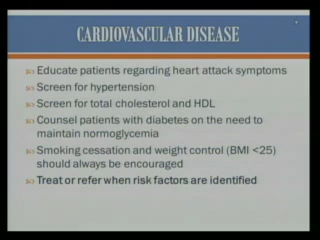 CARDIOVASCULAR DISEASE
Educate patients regarding heart attack symptoms
Screen for hypertension
Screen for total cholesterol and HDL
Counsel patients with diabetes on the need to
maintain normoglycemia
Smoking cessation and weight control (BMI <25)
should always be encouraged
Treat or refer when risk factors are identified